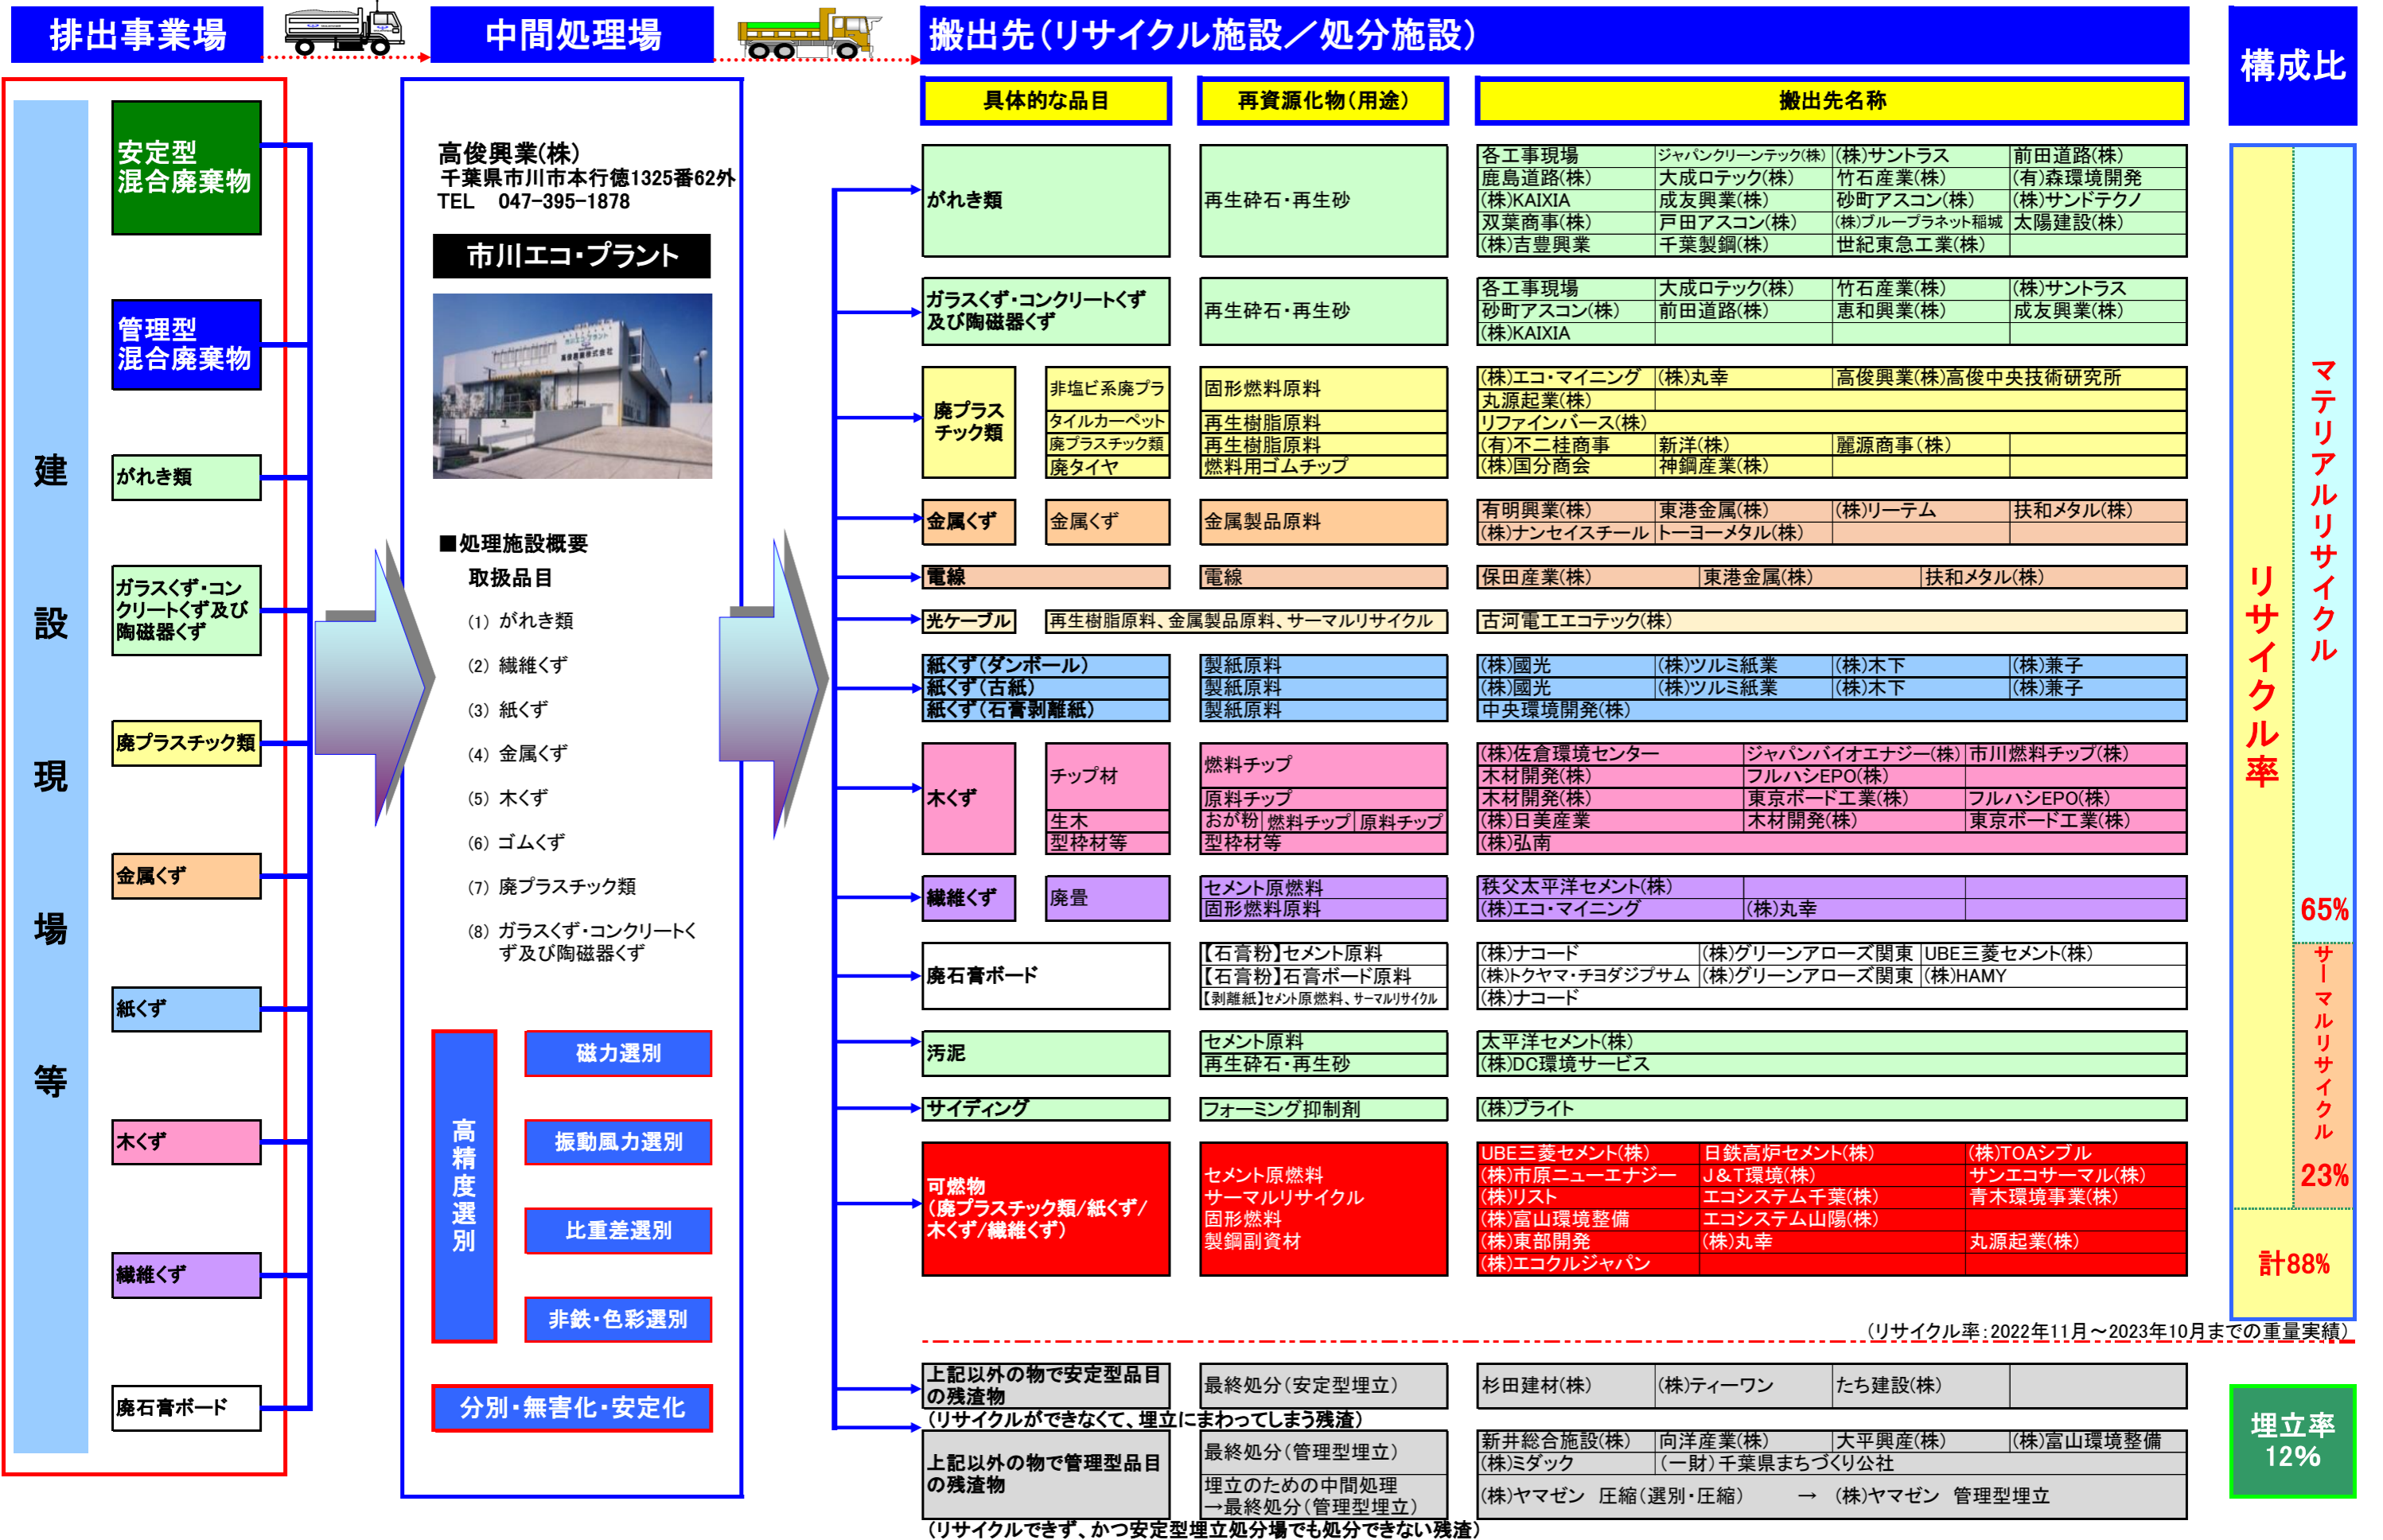 排出事業場
中間処理場
搬出先(リサイクル施設／処分施設)
構成比
建設現場等
安定型
混合廃棄物
管理型
混合廃棄物
がれき類
ガラスくず・コン
クリートくず及び
陶磁器くず
廃プラスチック類
金属くず
紙くず
木くず
繊維くず
廃石膏ボード
高俊興業(株)
千葉県市川市本行徳1325番62外
TEL 047-395-1878
市川エコ・プラント
■処理施設概要
取扱品目
(1) がれき類
(2) 繊維くず
(3) 紙くず
(4) 金属くず
(5) 木くず
(6) ゴムくず
(7) 廃プラスチック類
(8) ガラスくず・コンクリートく
ず及び陶磁器くず
高精度選別
磁力選別
振動風力選別
比重差選別
非鉄・色彩選別
分別・無害化・安定化
具体的な品目 再資源化物(用途) 搬出先名称
がれき類
再生砕石・再生砂
各工事現場 ジャパンクリーンテック(株) (株)サントラス 前田道路(株)
鹿島道路(株) 大成ロテック(株) 竹石産業(株) (有)森環境開発
(株)KAIXIA 成友興業(株) 砂町アスコン(株) (株)サンドテクノ
双葉商事(株) 戸田アスコン(株) (株)ブループラネット稲城 太陽建設(株)
(株)吉豊興業 千葉製鋼(株) 世紀東急工業(株)
ガラスくず・コンクリートくず
及び陶磁器くず
再生砕石・再生砂
各工事現場 大成ロテック(株) 竹石産業(株) (株)サントラス
砂町アスコン(株) 前田道路(株) 恵和興業(株) 成友興業(株)
(株)KAIXIA
廃プラス
チック類
非塩ビ系廃プラ 固形燃料原料
(株)エコ・マイニング (株)丸幸 高俊興業(株)高俊中央技術研究所
丸源起業(株)
タイルカーペット 再生樹脂原料 リファインバース(株)
廃プラスチック類 再生樹脂原料 (有)不二桂商事 新洋(株) 麗源商事(株)
廃タイヤ 燃料用ゴムチップ (株)国分商会 神鋼産業(株)
金属くず 金属くず 金属製品原料
有明興業(株) 東港金属(株) (株)リーテム 扶和メタル(株)
(株)ナンセイスチール トーヨーメタル(株)
電線 電線 保田産業(株) 東港金属(株) 扶和メタル(株)
光ケーブル 再生樹脂原料、金属製品原料、サーマルリサイクル 古河電工エコテック(株)
紙くず(ダンボール) 製紙原料 (株)國光 (株)ツルミ紙業 (株)木下 (株)兼子
紙くず(古紙) 製紙原料 (株)國光 (株)ツルミ紙業 (株)木下 (株)兼子
紙くず(石膏剥離紙) 製紙原料 中央環境開発(株)
木くず
チップ材 燃料チップ
(株)佐倉環境センター ジャパンバイオエナジー(株) 市川燃料チップ(株)
木材開発(株) フルハシEPO(株)
原料チップ 木材開発(株) 東京ボード工業(株) フルハシEPO(株)
生木 おが粉 燃料チップ 原料チップ (株)日美産業 木材開発(株) 東京ボード工業(株)
型枠材等 型枠材等 (株)弘南
繊維くず 廃畳
セメント原燃料 秩父太平洋セメント(株)
固形燃料原料 (株)エコ・マイニング (株)丸幸
廃石膏ボード
【石膏粉】セメント原料 (株)ナコード (株)グリーンアローズ関東 UBE三菱セメント(株)
【石膏粉】石膏ボード原料 (株)トクヤマ・チヨダジプサム (株)グリーンアローズ関東 (株)HAMY
【剥離紙】セメント原燃料、サーマルリサイクル (株)ナコード
汚泥
セメント原料 太平洋セメント(株)
再生砕石・再生砂 (株)DC環境サービス
サイディング フォーミング抑制剤 (株)ブライト
可燃物
(廃プラスチック類/紙くず/
木くず/繊維くず)
セメント原燃料
サーマルリサイクル
固形燃料
製鋼副資材
UBE三菱セメント(株) 日鉄高炉セメント(株) (株)TOAシブル
(株)市原ニューエナジー J&T環境(株) サンエコサーマル(株)
(株)リスト エコシステム千葉(株) 青木環境事業(株)
(株)富山環境整備 エコシステム山陽(株)
(株)東部開発 (株)丸幸 丸源起業(株)
(株)エコクルジャパン
リサイクル率
マテリアルリサイクル
65%
サーマルリサイクル
23%
計88%
(リサイクル率:2022年11月～2023年10月までの重量実績)
上記以外の物で安定型品目
の残渣物
最終処分(安定型埋立)
杉田建材(株) (株)ティーワン たち建設(株)
(リサイクルができなくて、埋立にまわってしまう残渣)
上記以外の物で管理型品目
の残渣物
最終処分(管理型埋立)
新井総合施設(株) 向洋産業(株) 大平興産(株) (株)富山環境整備
(株)ミダック (一財)千葉県まちづくり公社
埋立のための中間処理
→最終処分(管理型埋立)
(株)ヤマゼン 圧縮(選別・圧縮) → (株)ヤマゼン 管理型埋立
(リサイクルできず、かつ安定型埋立処分場でも処分できない残渣)
埋立率
12%